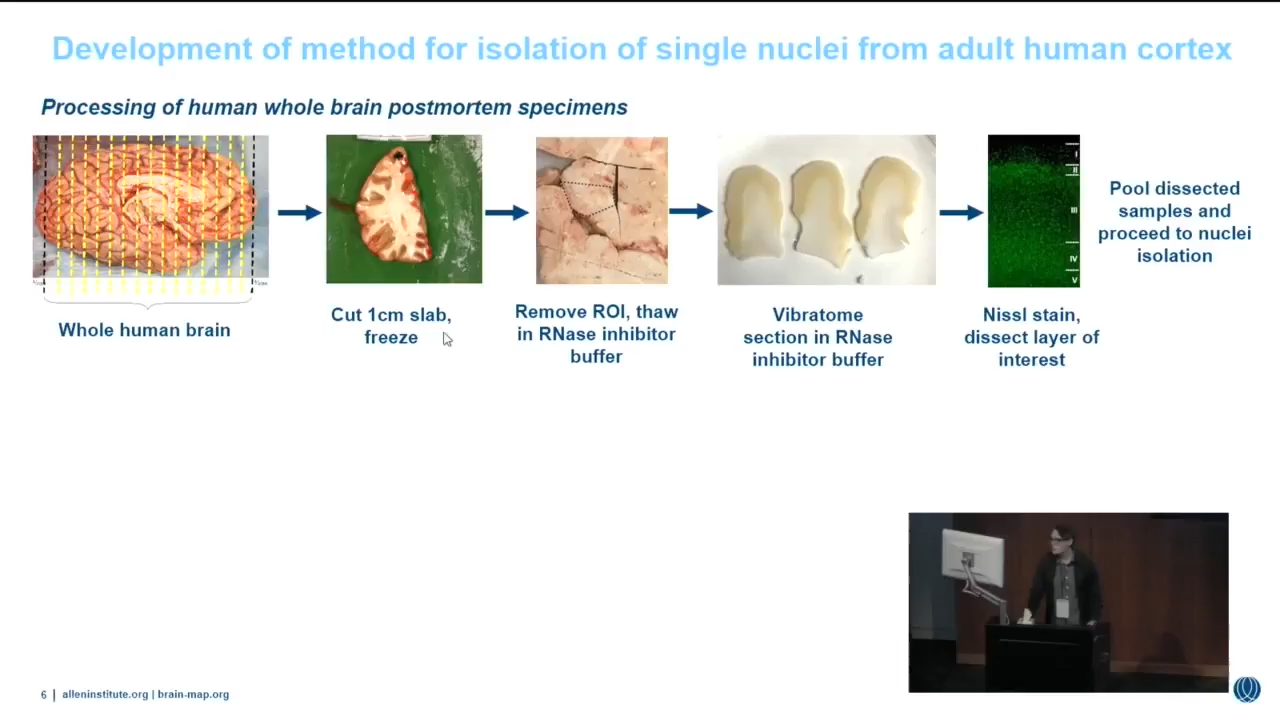 Development of method for isolation of single nuclei from adult human cortex
Processing of human whole brain postmortem specimens
Whole human brain
Cut 1cm slab,
freeze
Remove ROI, thaw
in RNase inhibitor
buffer
Vibratome
section in RNase
inhibitor buffer
I
II
III
IV
V
Nissl stain,
dissect layer of
interest
Pool dissected
samples and
proceed to nuclei
isolation
6 | alleninstitute.org | brain-map.org